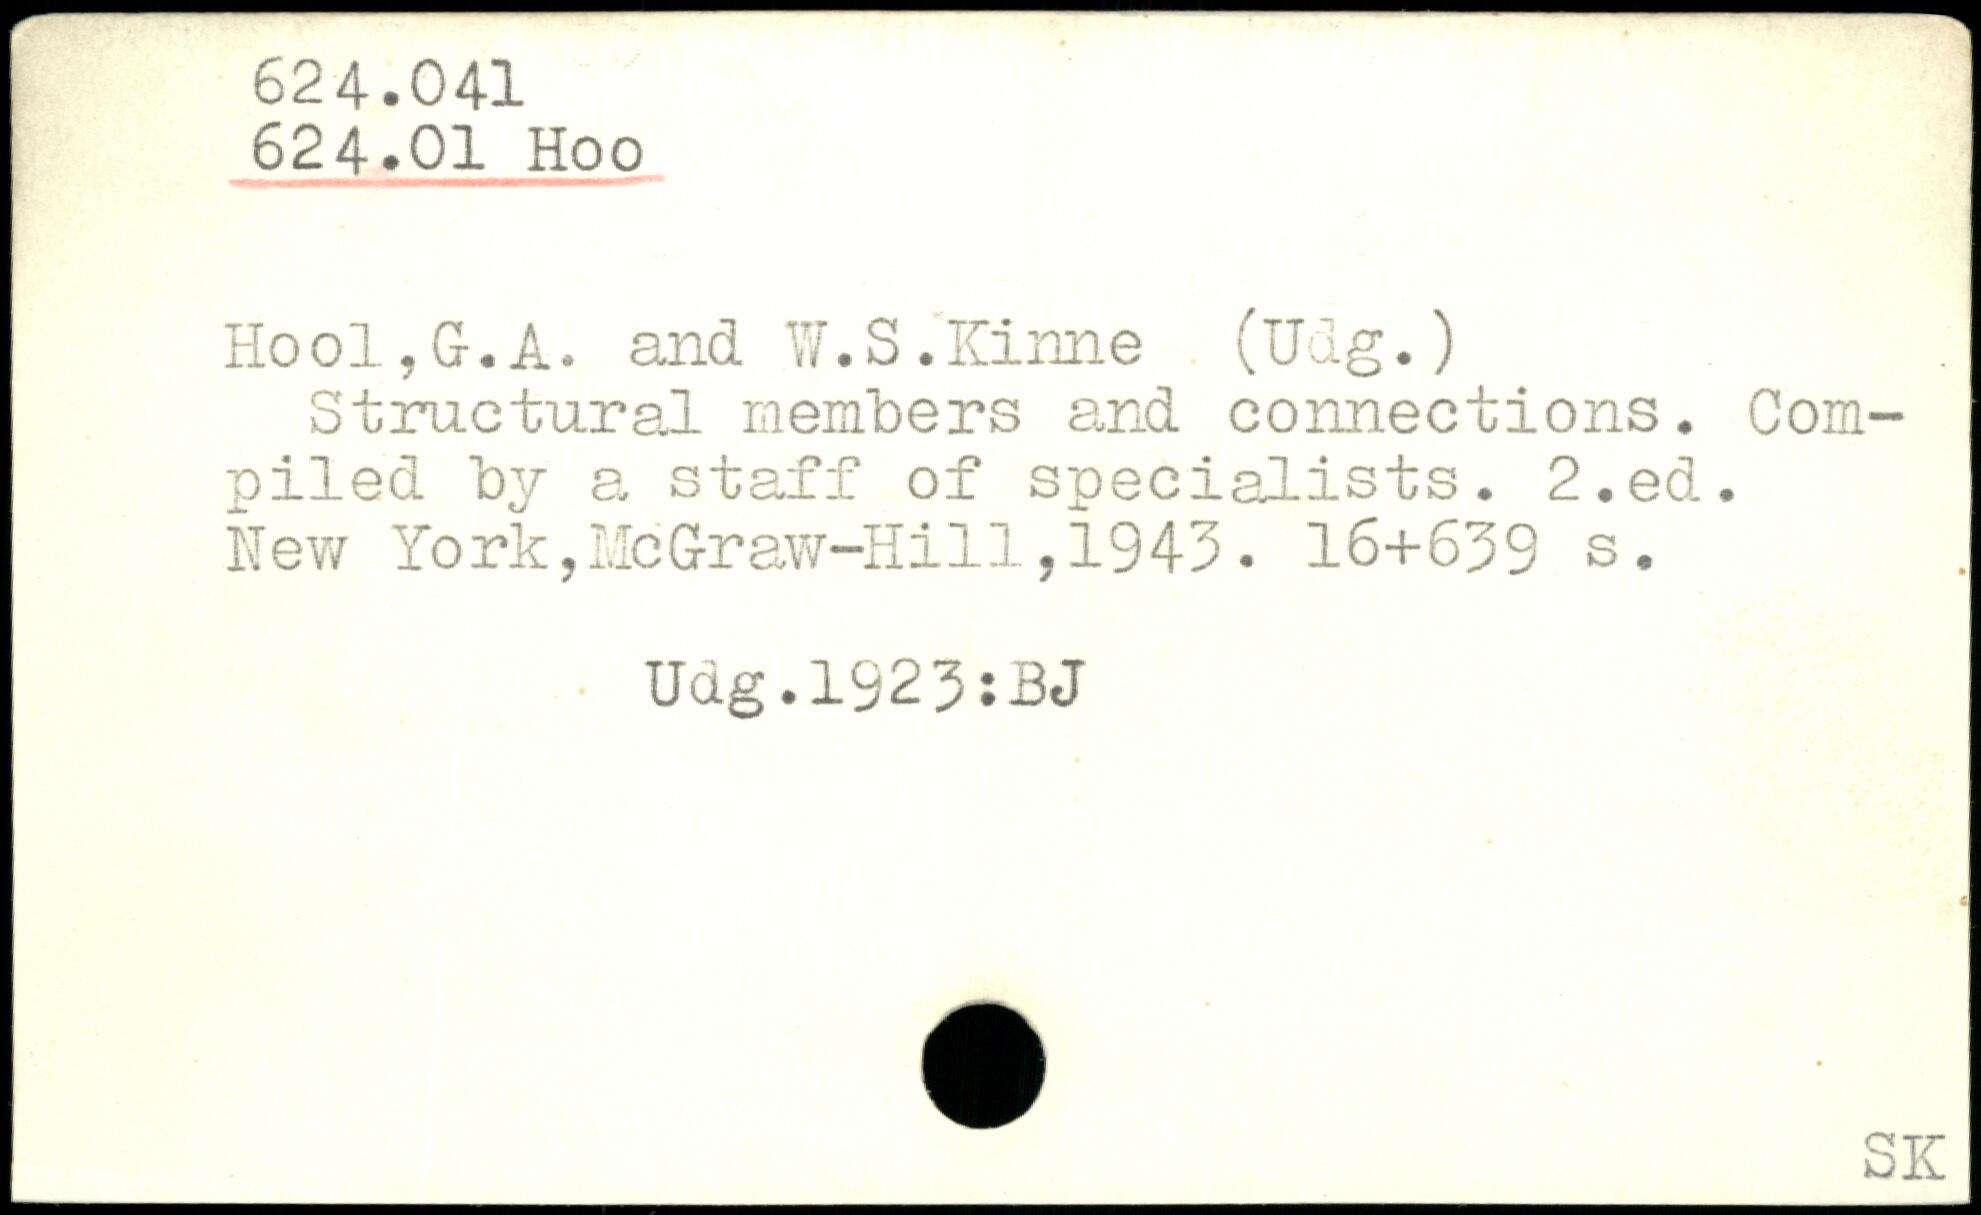 624.041
624.01 Hoo
Hool,G.A. and W.S.Kinne (Udg.)
Structural members and connections. Com-
piled by a staff of specialists. 2.ed.
New York,McGraw-Hill,1943. 16+639 s.
Udg.1923:BJ
SK